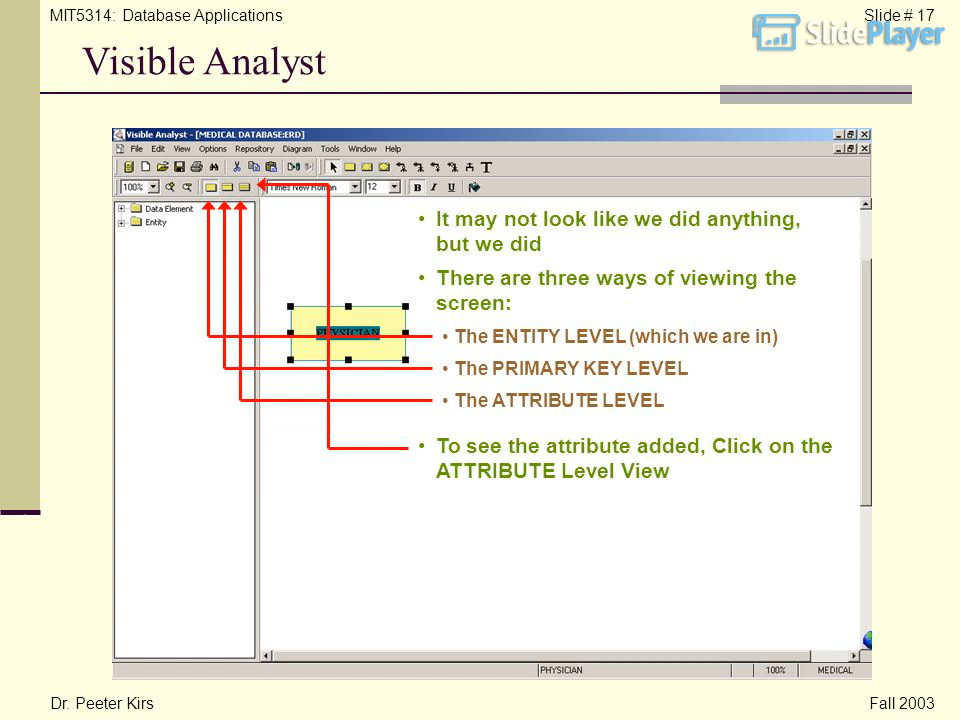 MIT5314: Database Applications
Slide # 17
SlidePlayer
Visible Analyst
Visible Analyst - [MEDICAL DATABASE:ERD]
File Edit View Options Repository Diagram Tools Window Help
100%
Times New Roman
12
B I U
Data Element
Entity
• It may not look like we did anything,
but we did
• There are three ways of viewing the
screen:
PHYSICIAN
• The ENTITY LEVEL (which we are in)
• The PRIMARY KEY LEVEL
• The ATTRIBUTE LEVEL
• To see the attribute added, Click on the
ATTRIBUTE Level View
PHYSICIAN
100%
MEDICAL
Dr. Peeter Kirs
Fall 2003